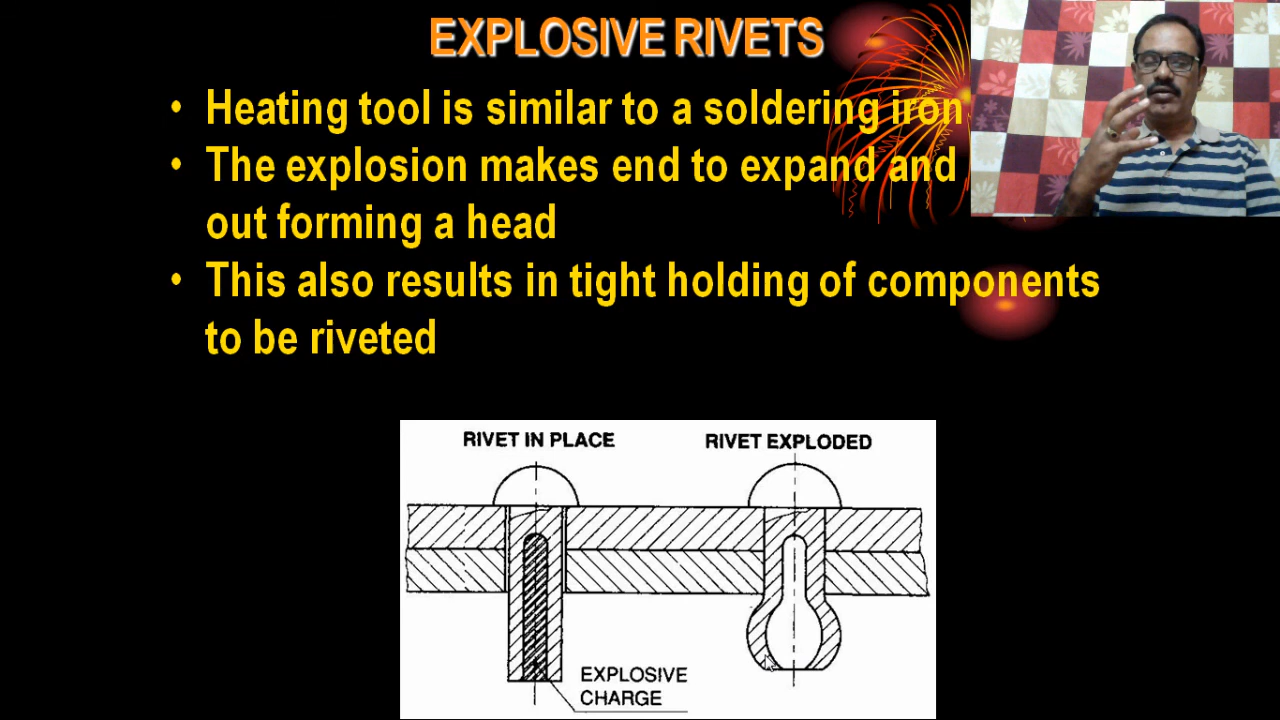 EXPLOSIVE RIVETS
• Heating tool is similar to a soldering iron
• The explosion makes end to expand and
out forming a head
• This also results in tight holding of components
to be riveted
RIVET IN PLACE
RIVET EXPLODED
EXPLOSIVE
CHARGE